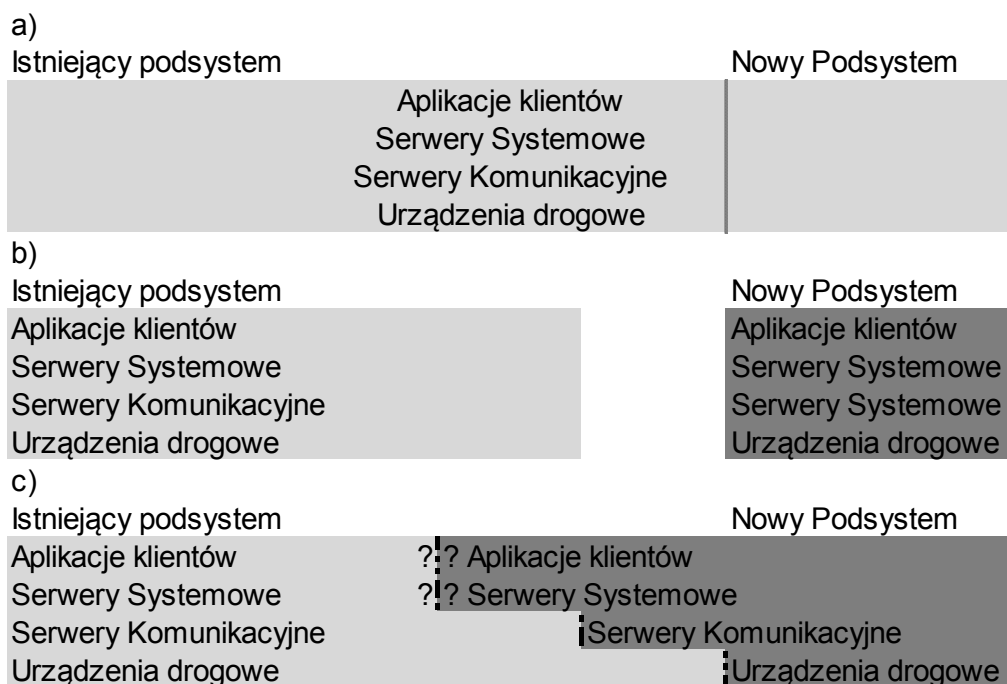 a)
Istniejący podsystem Nowy Podsystem
Aplikacje klientów
Serwery Systemowe
Serwery Komunikacyjne
Urządzenia drogowe
b)
Istniejący podsystem Nowy Podsystem
Aplikacje klientów Aplikacje klientów
Serwery Systemowe Serwery Systemowe
Serwery Komunikacyjne Serwery Systemowe
Urządzenia drogowe Urządzenia drogowe
c)
Istniejący podsystem Nowy Podsystem
Aplikacje klientów ? ? Aplikacje klientów
Serwery Systemowe ? ? Serwery Systemowe
Serwery Komunikacyjne Serwery Komunikacyjne
Urządzenia drogowe Urządzenia drogowe